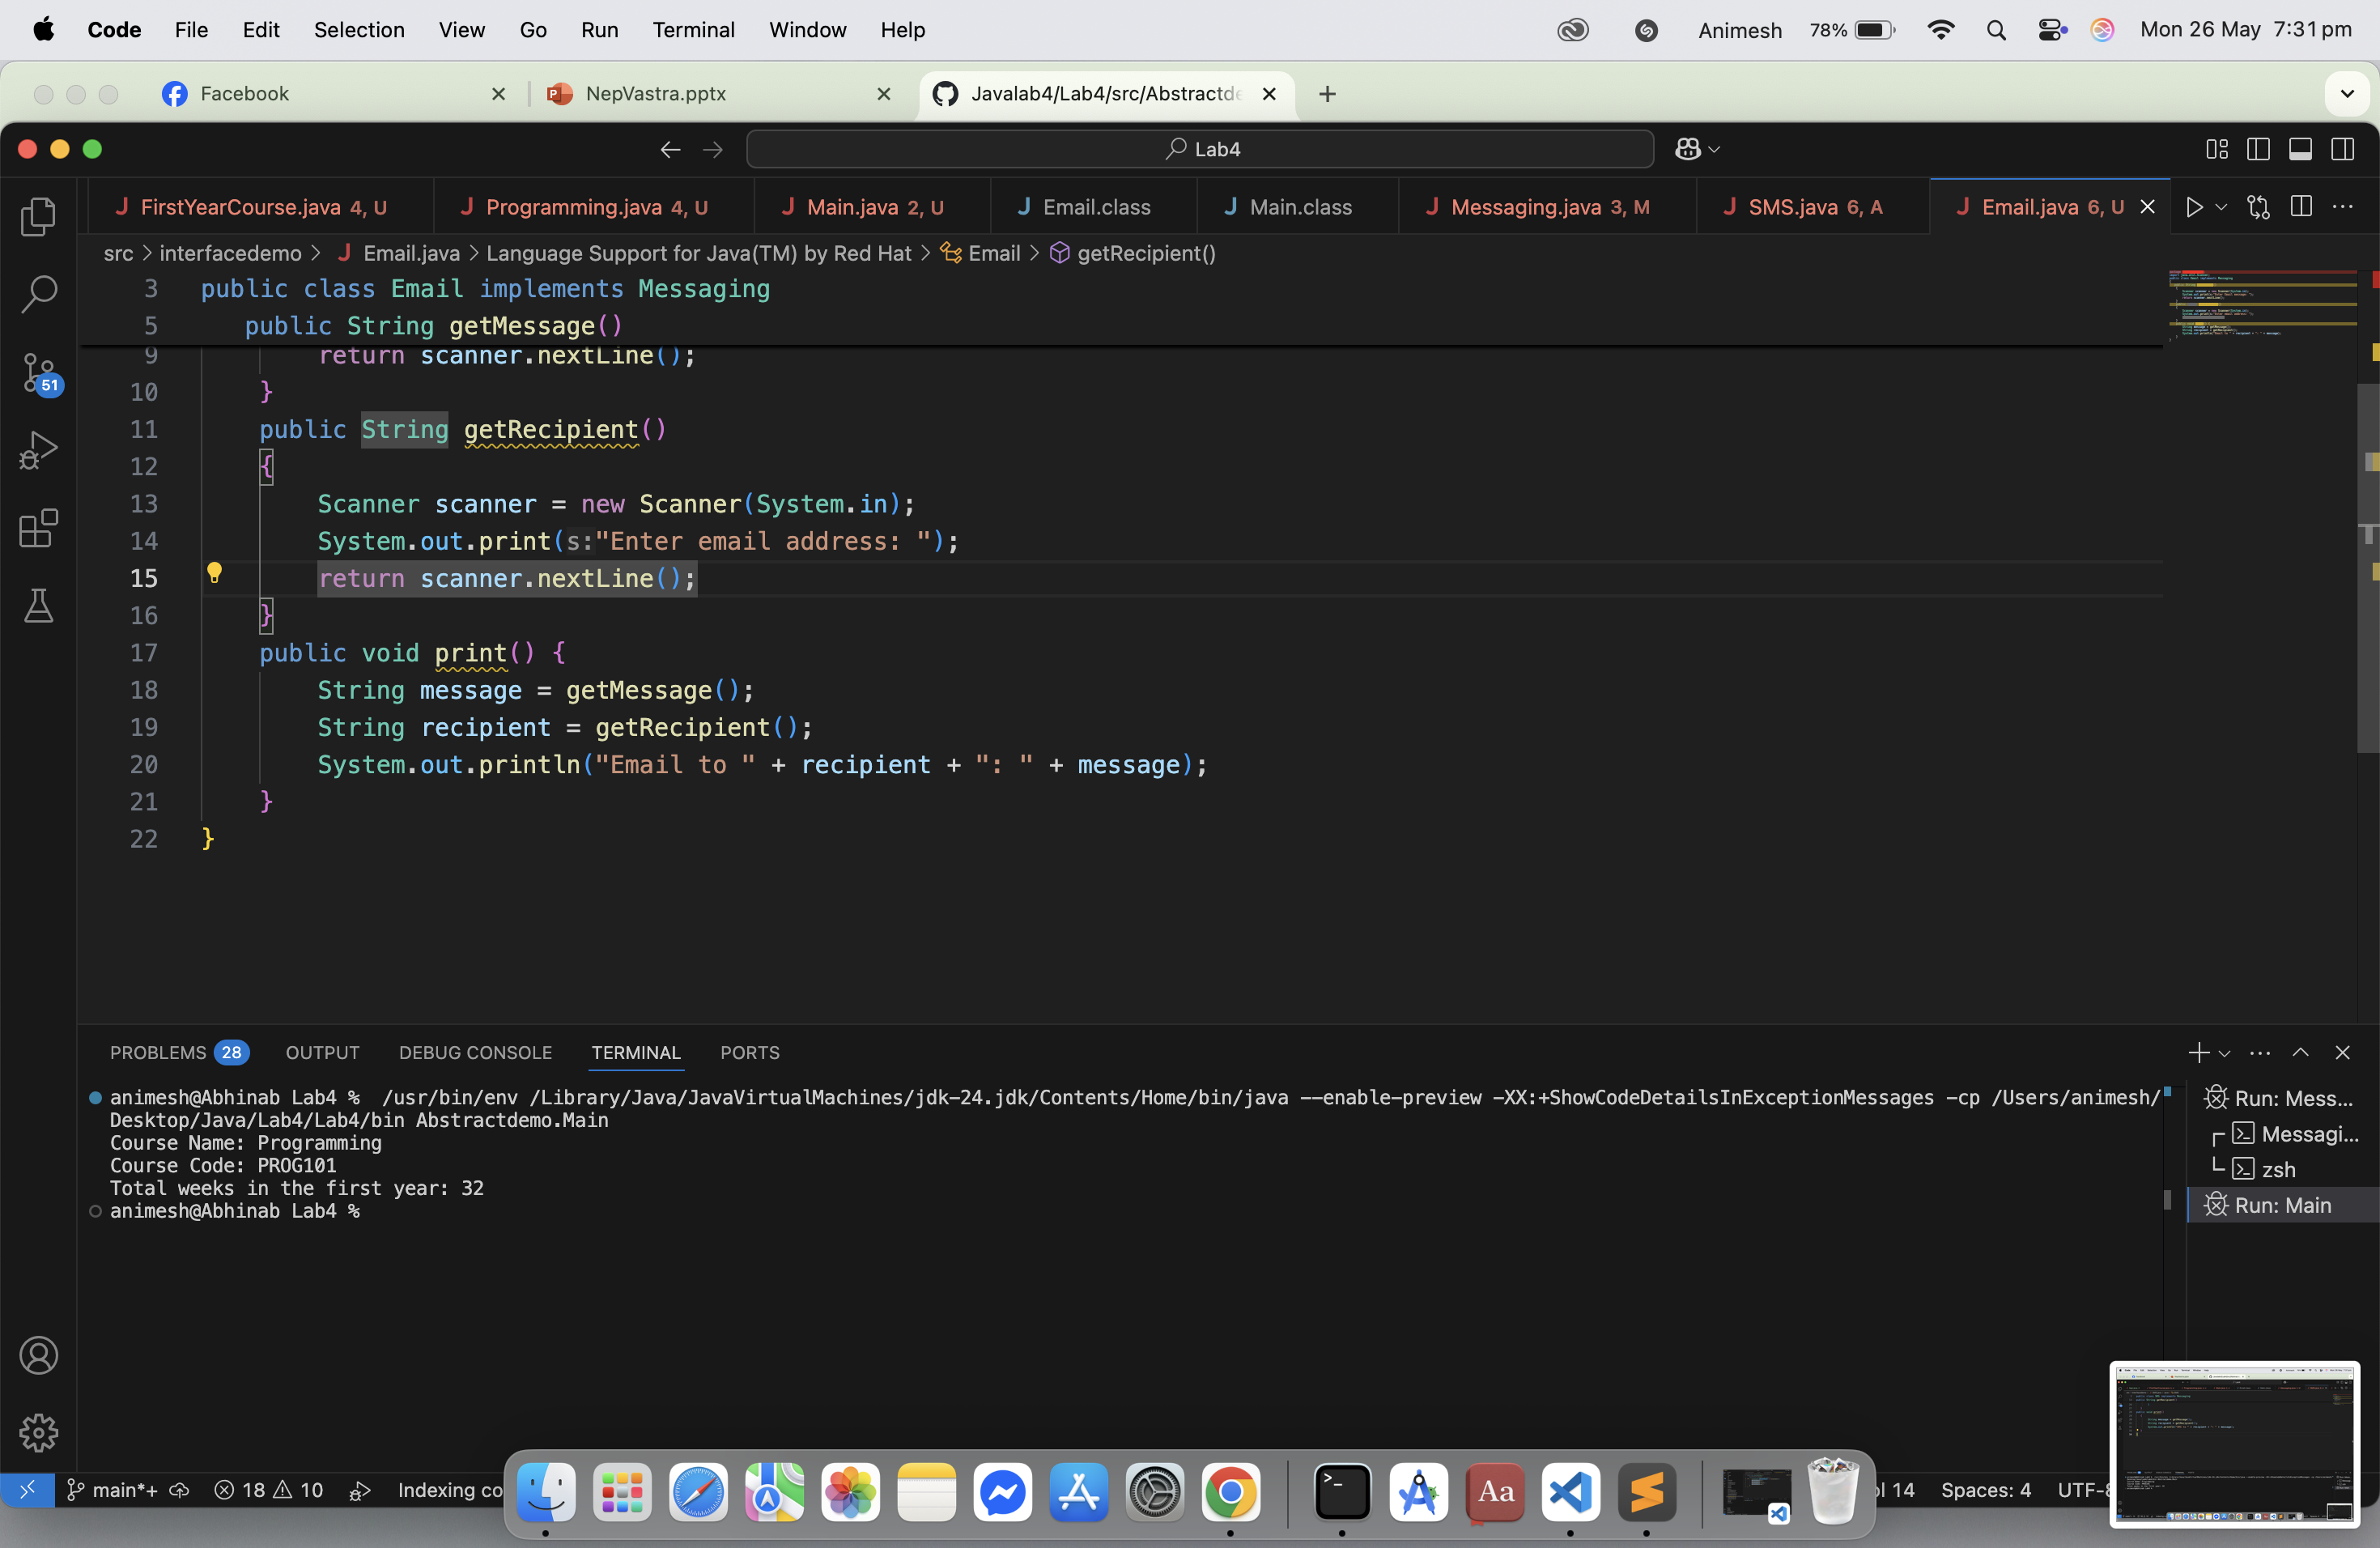 Code File Edit Selection View Go Run Terminal Window Help Animesh 78% Mon 26 May 7:31 pm
Facebook NepVastra.pptx Javalab4/Lab4/src/Abstractde
Lab4
FirstYearCourse.java 4, U Programming.java 4, U Main.java 2, U Email.class Main.class Messaging.java 3, M SMS.java 6, A Email.java 6, U
src > interfacedemo > Email.java > Language Support for Java(TM) by Red Hat > Email > getRecipient()
3 public class Email implements Messaging
5 public String getMessage()
9 return scanner.nextLine();
10 }
11 public String getRecipient()
12 {
13 Scanner scanner = new Scanner(System.in);
14 System.out.print(s:"Enter email address: ");
15 return scanner.nextLine();
16 }
17 public void print() {
18 String message = getMessage();
19 String recipient = getRecipient();
20 System.out.println("Email to " + recipient + ": " + message);
21 }
22 }
51
PROBLEMS 28 OUTPUT DEBUG CONSOLE TERMINAL PORTS
animesh@Abhinab Lab4 % /usr/bin/env /Library/Java/JavaVirtualMachines/jdk-24.jdk/Contents/Home/bin/java --enable-preview -XX:+ShowCodeDetailsInExceptionMessages -cp /Users/animesh/
Desktop/Java/Lab4/Lab4/bin Abstractdemo.Main
Course Name: Programming
Course Code: PROG101
Total weeks in the first year: 32
animesh@Abhinab Lab4 %
Run: Mess...
Messagi...
zsh
Run: Main
main*+ 18 10 Indexing co
Aa
ol 14 Spaces: 4 UTF-8